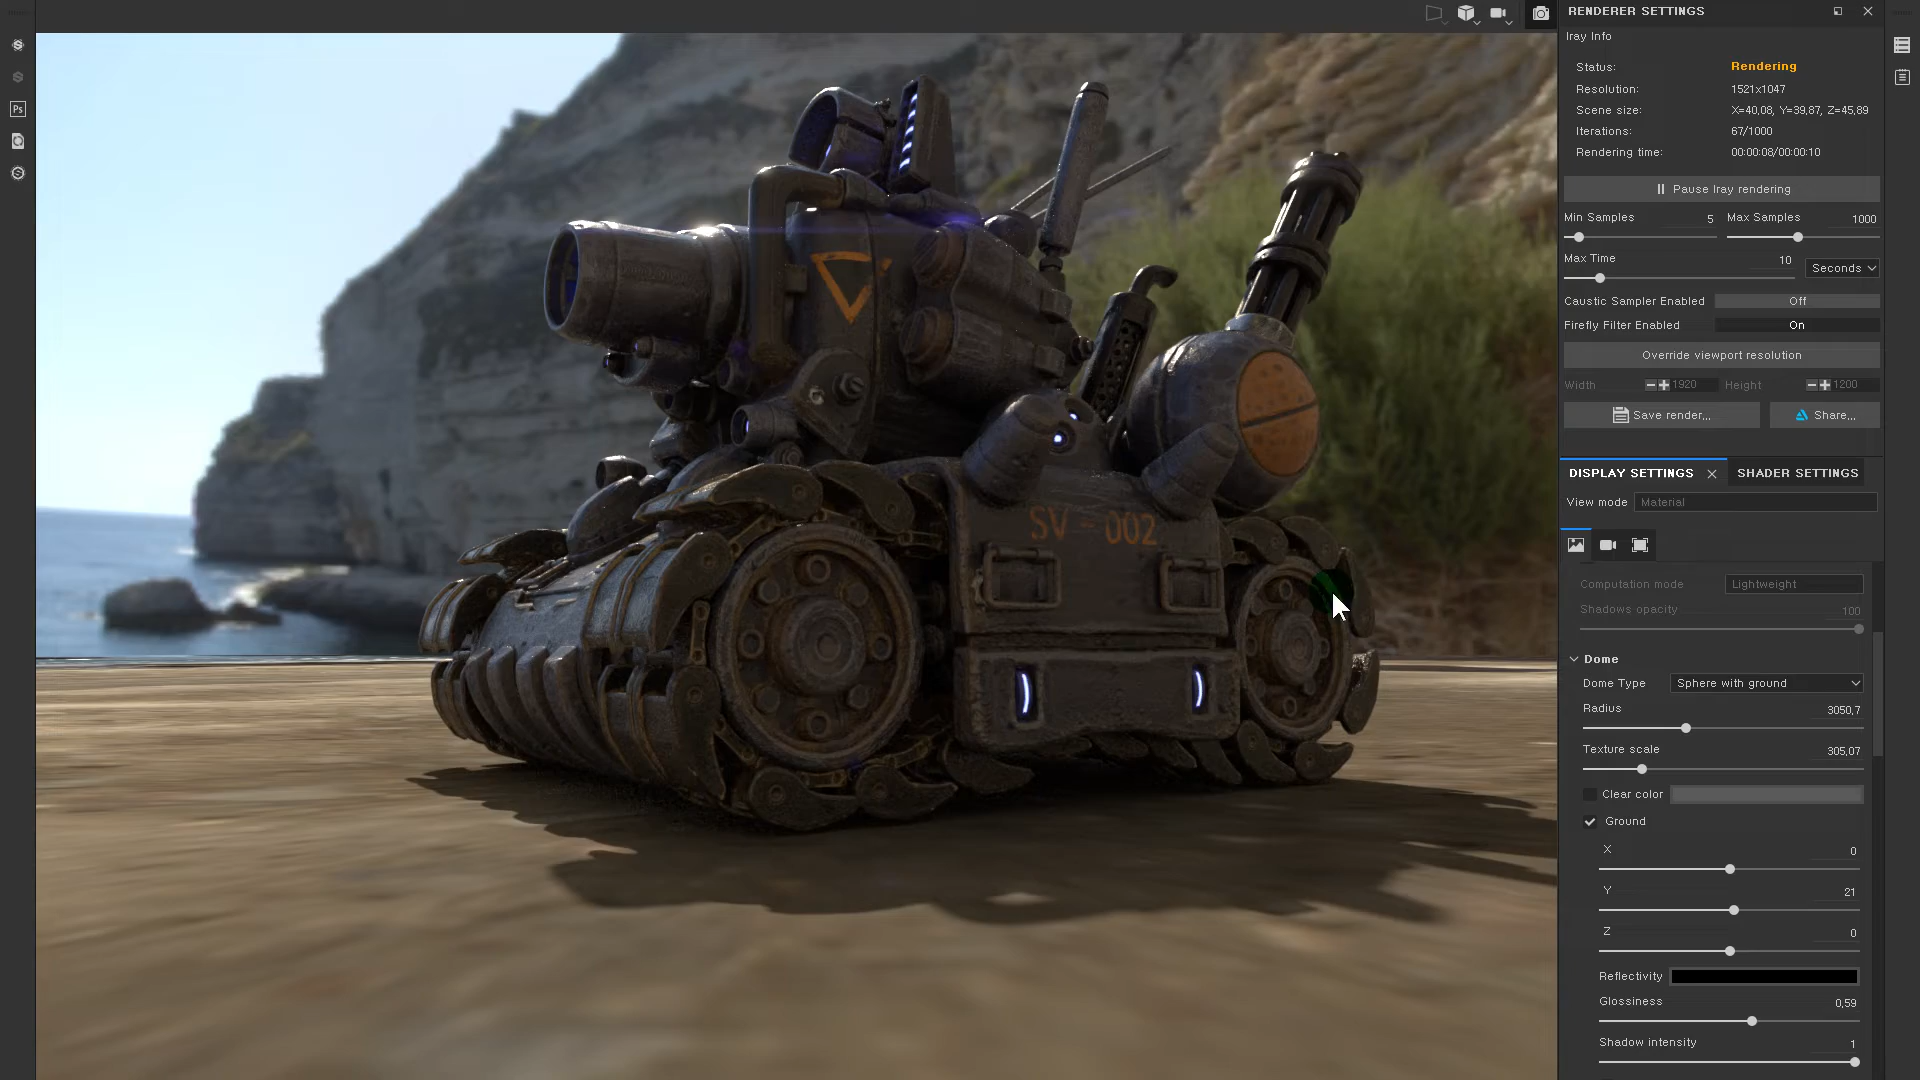 RENDERER SETTINGS
Iray Info
Status: Rendering
Resolution: 1521x1047
Scene size: X=40,08, Y=39,87, Z=45,89
Iterations: 67/1000
Rendering time: 00:00:08/00:00:10
Pause Iray rendering
Min Samples 5 Max Samples 1000
Max Time 10 Seconds
Caustic Sampler Enabled Off
Firefly Filter Enabled On
Override viewport resolution
Width 1920 Height 1200
Save render... Share...
DISPLAY SETTINGS SHADER SETTINGS
View mode Material
Computation mode Lightweight
Shadows opacity 100
Dome
Dome Type Sphere with ground
Radius 3050,7
Texture scale 305,07
Clear color
Ground
X 0
Y 21
Z 0
Reflectivity
Glossiness 0,59
Shadow intensity 1
Ps
SV - 002